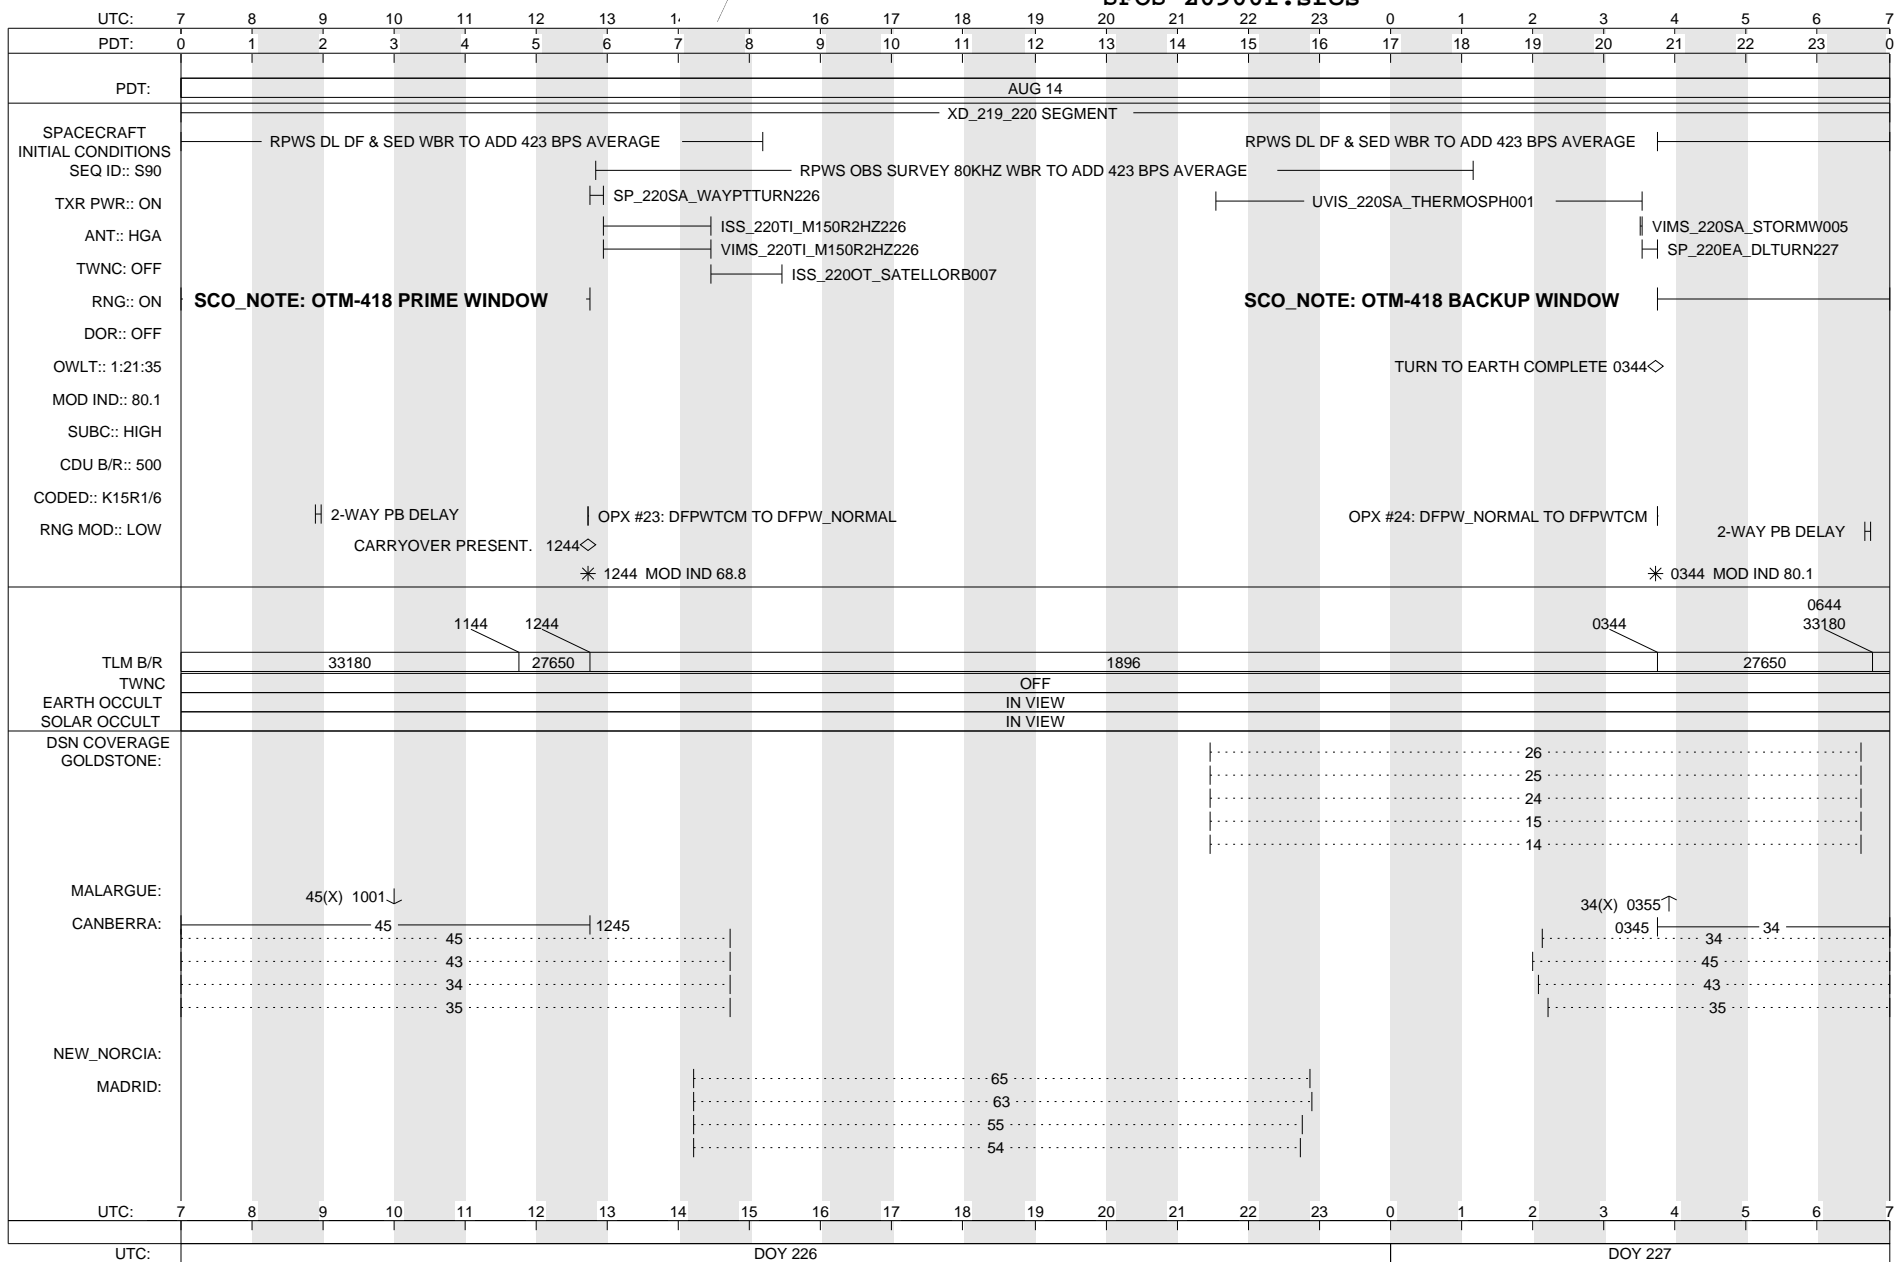 UTC: 7 8 9 10 11 12 13 16 17 18 19 20 21 22 23 0 1 2 3 4 5 6 7
PDT: 0 1 2 3 4 5 6 7 8 9 10 11 12 13 14 15 16 17 18 19 20 21 22 23 0
PDT: AUG 14
XD_219_220 SEGMENT
SPACECRAFT
INITIAL CONDITIONS
RPWS DL DF & SED WBR TO ADD 423 BPS AVERAGE RPWS DL DF & SED WBR TO ADD 423 BPS AVERAGE
SEQ ID:: S90 RPWS OBS SURVEY 80KHZ WBR TO ADD 423 BPS AVERAGE
SP_220SA_WAYPTTURN226
TXR PWR:: ON UVIS_220SA_THERMOSPH001
ISS_220TI_M150R2HZ226 VIMS_220SA_STORMW005
ANT:: HGA
VIMS_220TI_M150R2HZ226 SP_220EA_DLTURN227
TWNC: OFF
ISS_220OT_SATELLORB007
RNG:: ON SCO_NOTE: OTM-418 PRIME WINDOW SCO_NOTE: OTM-418 BACKUP WINDOW
DOR:: OFF
OWLT:: 1:21:35 TURN TO EARTH COMPLETE 0344
MOD IND:: 80.1
SUBC:: HIGH
CDU B/R:: 500
CODED:: K15R1/6
2-WAY PB DELAY OPX #23: DFPWTCM TO DFPW_NORMAL OPX #24: DFPW_NORMAL TO DFPWTCM
RNG MOD:: LOW 2-WAY PB DELAY
CARRYOVER PRESENT. 1244
1244 MOD IND 68.8 0344 MOD IND 80.1
0644
1144 1244 0344 33180
TLM B/R 33180 27650 1896 27650
TWNC OFF
EARTH OCCULT IN VIEW
SOLAR OCCULT IN VIEW
DSN COVERAGE
GOLDSTONE: 26
25
24
15
14
MALARGUE: 45(X) 1001 34(X) 0355
CANBERRA: 45 1245 0345 34
45 34
43 45
34 43
35 35
NEW_NORCIA:
MADRID: 65
63
55
54
UTC: 7 8 9 10 11 12 13 14 15 16 17 18 19 20 21 22 23 0 1 2 3 4 5 6 7
UTC: DOY 226 DOY 227